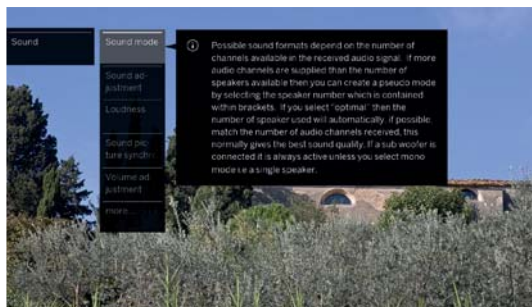 Sound
Sound mode
Sound ad-
justment
Loudness
Sound pic-
ture synchro
Volume ad
justment
more...
Possible sound formats depend on the number of
channels available in the received audio signal. If more
audio channels are supplied than the number of
speakers available then you can create a pseudo mode
by selecting the speaker number which is contained
within brackets. If you select "optimal" then the
number of speaker used will automatically, if possible,
match the number of audio channels received, this
normally gives the best sound quality. If a sub woofer is
connected it is always active unless you select mono
mode i.e a single speaker.